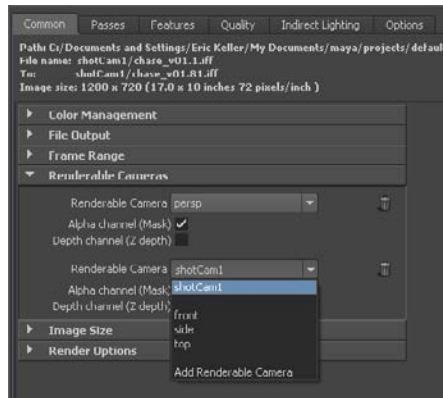 Common Passes Features Quality Indirect Lighting Options
Path: C:/Documents and Settings/Eric Keller/My Documents/maya/projects/defaul
File name: shotCam1/chase_v01.1.iff
To: shotCam1/chase_v01.81.iff
Image size: 1200 x 720 (17.0 x 10 inches 72 pixels/inch )
Color Management
File Output
Frame Range
Renderable Cameras
Renderable Camera persp
Alpha channel (Mask)
Depth channel (Z depth)
Renderable Camera shotCam1
Alpha channel (Mask) shotCam1
Depth channel (Z depth)
front
side
top
Add Renderable Camera
Image Size
Render Options